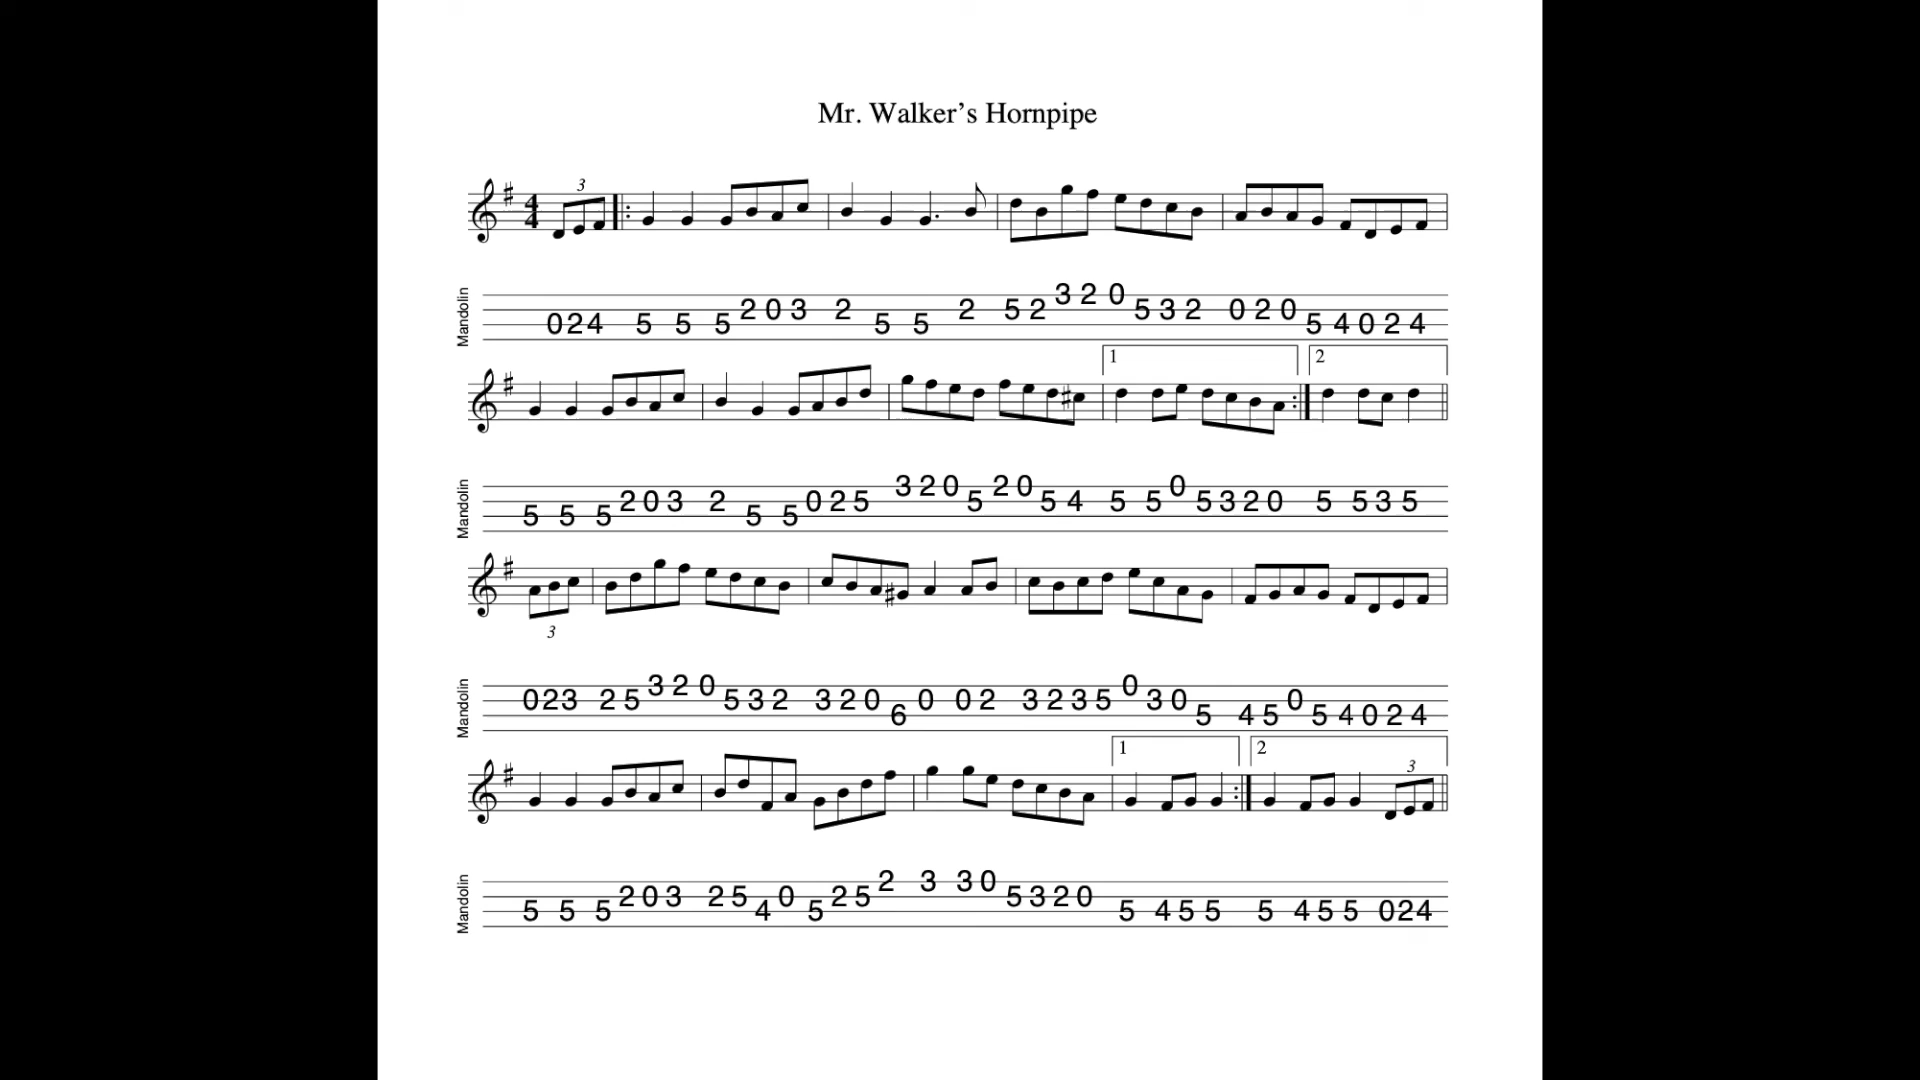 Mr. Walker’s Hornpipe
3
4
4
Mandolin
0 2 4 5 5 5 2 0 3 2 5 5 2 5 2 3 2 0 5 3 2 0 2 0 5 4 0 2 4
1 2
Mandolin
5 5 5 2 0 3 2 5 5 0 2 5 3 2 0 5 2 0 5 4 5 5 0 5 3 2 0 5 5 3 5
3
Mandolin
0 2 3 2 5 3 2 0 5 3 2 3 2 0 6 0 0 2 3 2 3 5 0 3 0 5 4 5 0 5 4 0 2 4
1 2
3
Mandolin
5 5 5 2 0 3 2 5 4 0 5 2 5 2 3 3 0 5 3 2 0 5 4 5 5 5 4 5 5 0 2 4